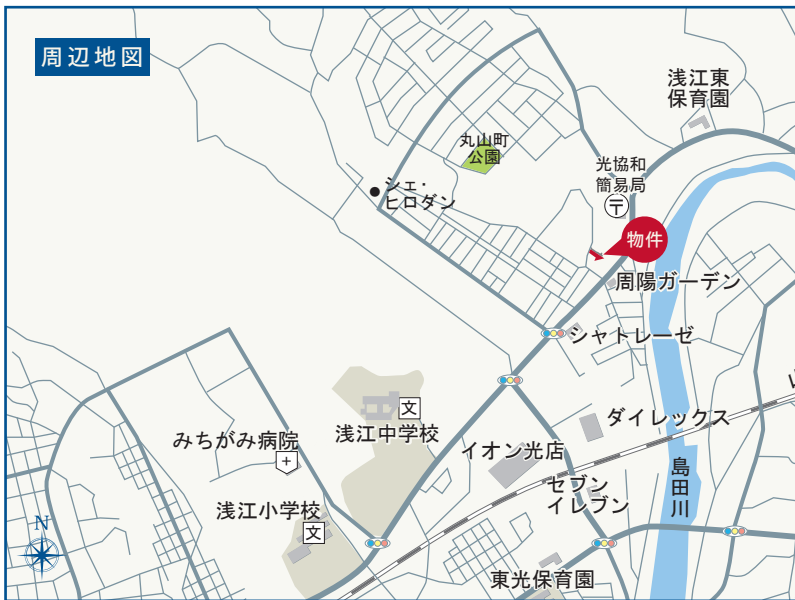 周辺地図
浅江東
保育園
丸山町
公園
光協和
簡易局
シェ・
ヒロダン
物件
周陽ガーデン
シャトレーゼ
ダイレックス
文
浅江中学校
みちがみ病院
イオン光店
セブン
イレブン
島田川
浅江小学校
文
N
東光保育園